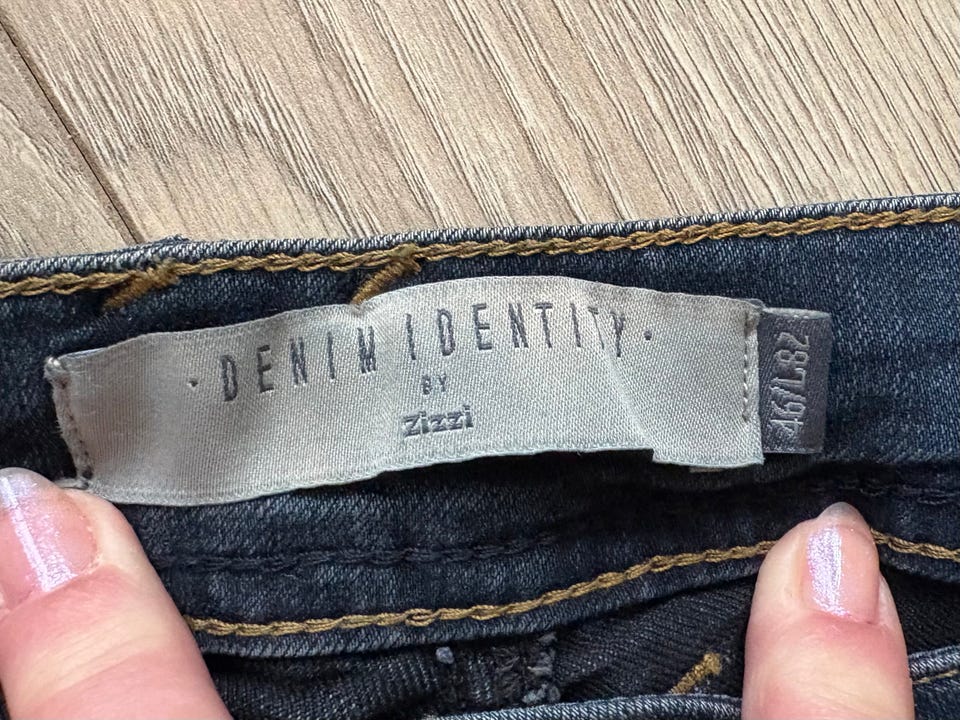 · DENIM IDENTITY ·
BY
Zizzi
46/L82